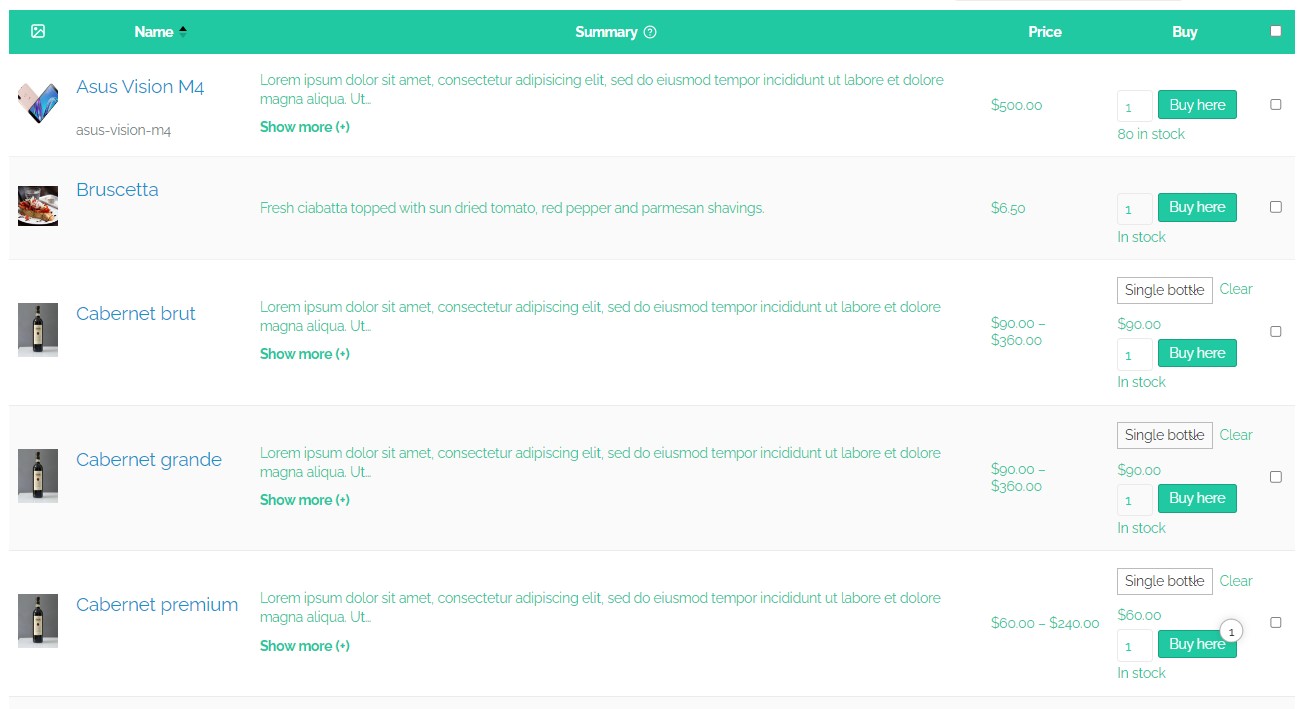 Name Summary ? Price Buy
Asus Vision M4
asus-vision-m4
Lorem ipsum dolor sit amet, consectetur adipisicing elit, sed do eiusmod tempor incididunt ut labore et dolore
magna aliqua. Ut...
Show more (+)
$500.00
1 Buy here
80 in stock
Bruscetta
Fresh ciabatta topped with sun dried tomato, red pepper and parmesan shavings.
$6.50
1 Buy here
In stock
Cabernet brut
Lorem ipsum dolor sit amet, consectetur adipiscing elit, sed do eiusmod tempor incididunt ut labore et dolore
magna aliqua. Ut...
Show more (+)
$90.00 –
$360.00
Single bottle Clear
$90.00
1 Buy here
In stock
Cabernet grande
Lorem ipsum dolor sit amet, consectetur adipiscing elit, sed do eiusmod tempor incididunt ut labore et dolore
magna aliqua. Ut...
Show more (+)
$90.00 –
$360.00
Single bottle Clear
$90.00
1 Buy here
In stock
Cabernet premium
Lorem ipsum dolor sit amet, consectetur adipiscing elit, sed do eiusmod tempor incididunt ut labore et dolore
magna aliqua. Ut...
Show more (+)
$60.00 – $240.00
Single bottle Clear
$60.00
1 Buy here 1
In stock